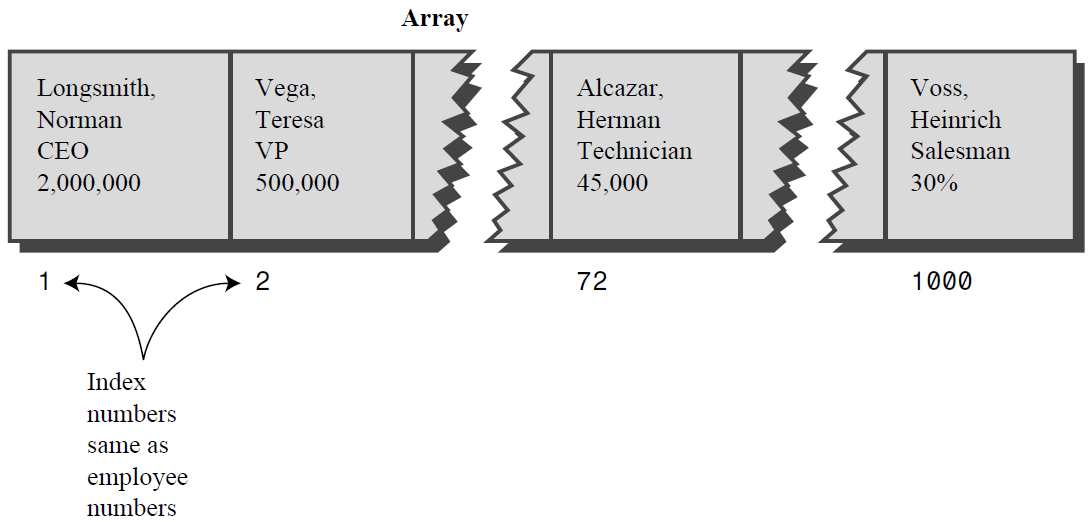 Array
Longsmith,
Norman
CEO
2,000,000
Vega,
Teresa
VP
500,000
Alcazar,
Herman
Technician
45,000
Voss,
Heinrich
Salesman
30%
1
2
72
1000
Index
numbers
same as
employee
numbers